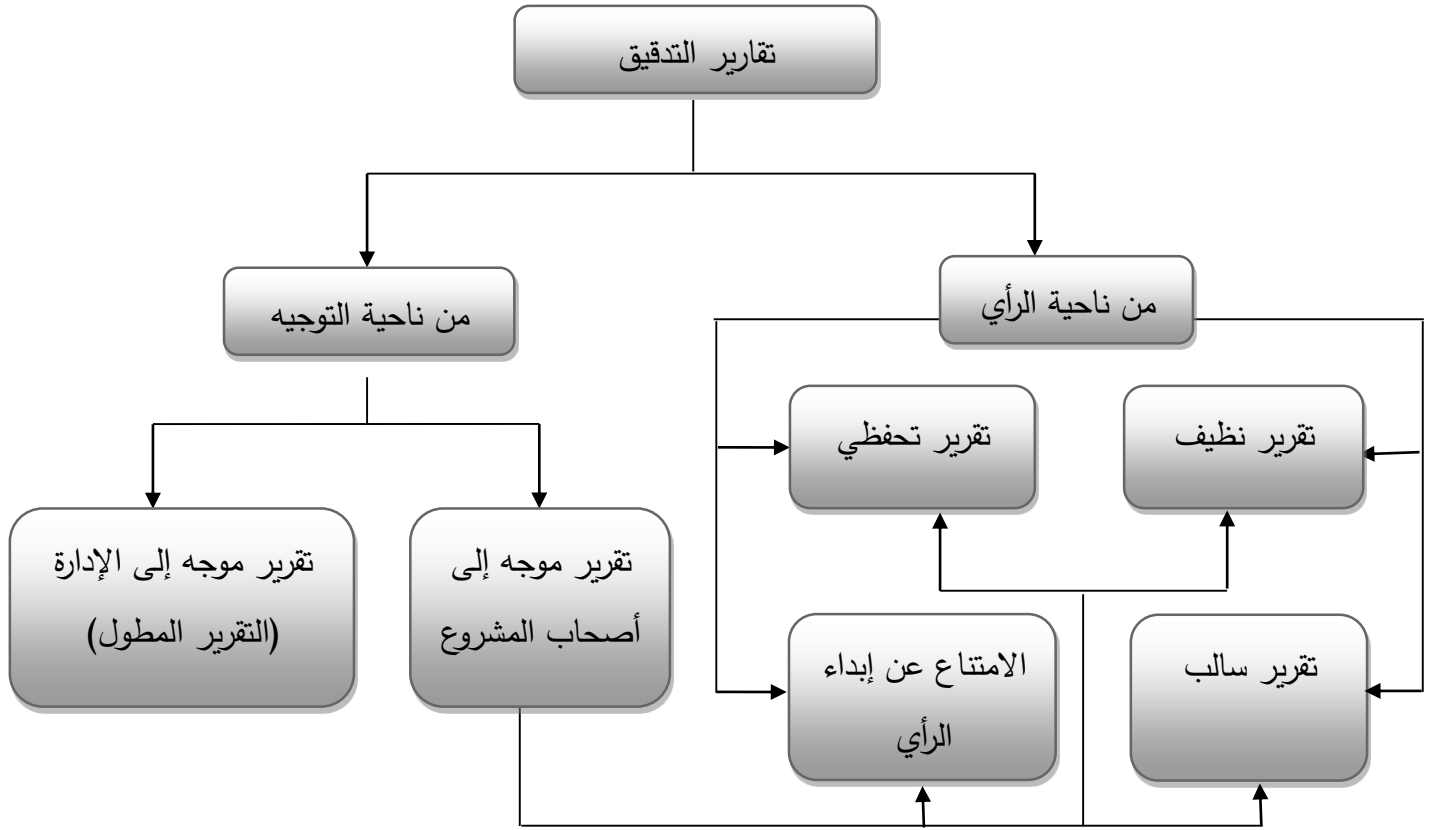 تقارير التدقيق
من ناحية الرأي
من ناحية التوجيه
تقرير نظيف
تقرير تحفظي
تقرير موجه إلى
أصحاب المشروع
تقرير موجه إلى الإدارة
(التقرير المطول)
تقرير سالب
الامتناع عن إبداء
الرأي